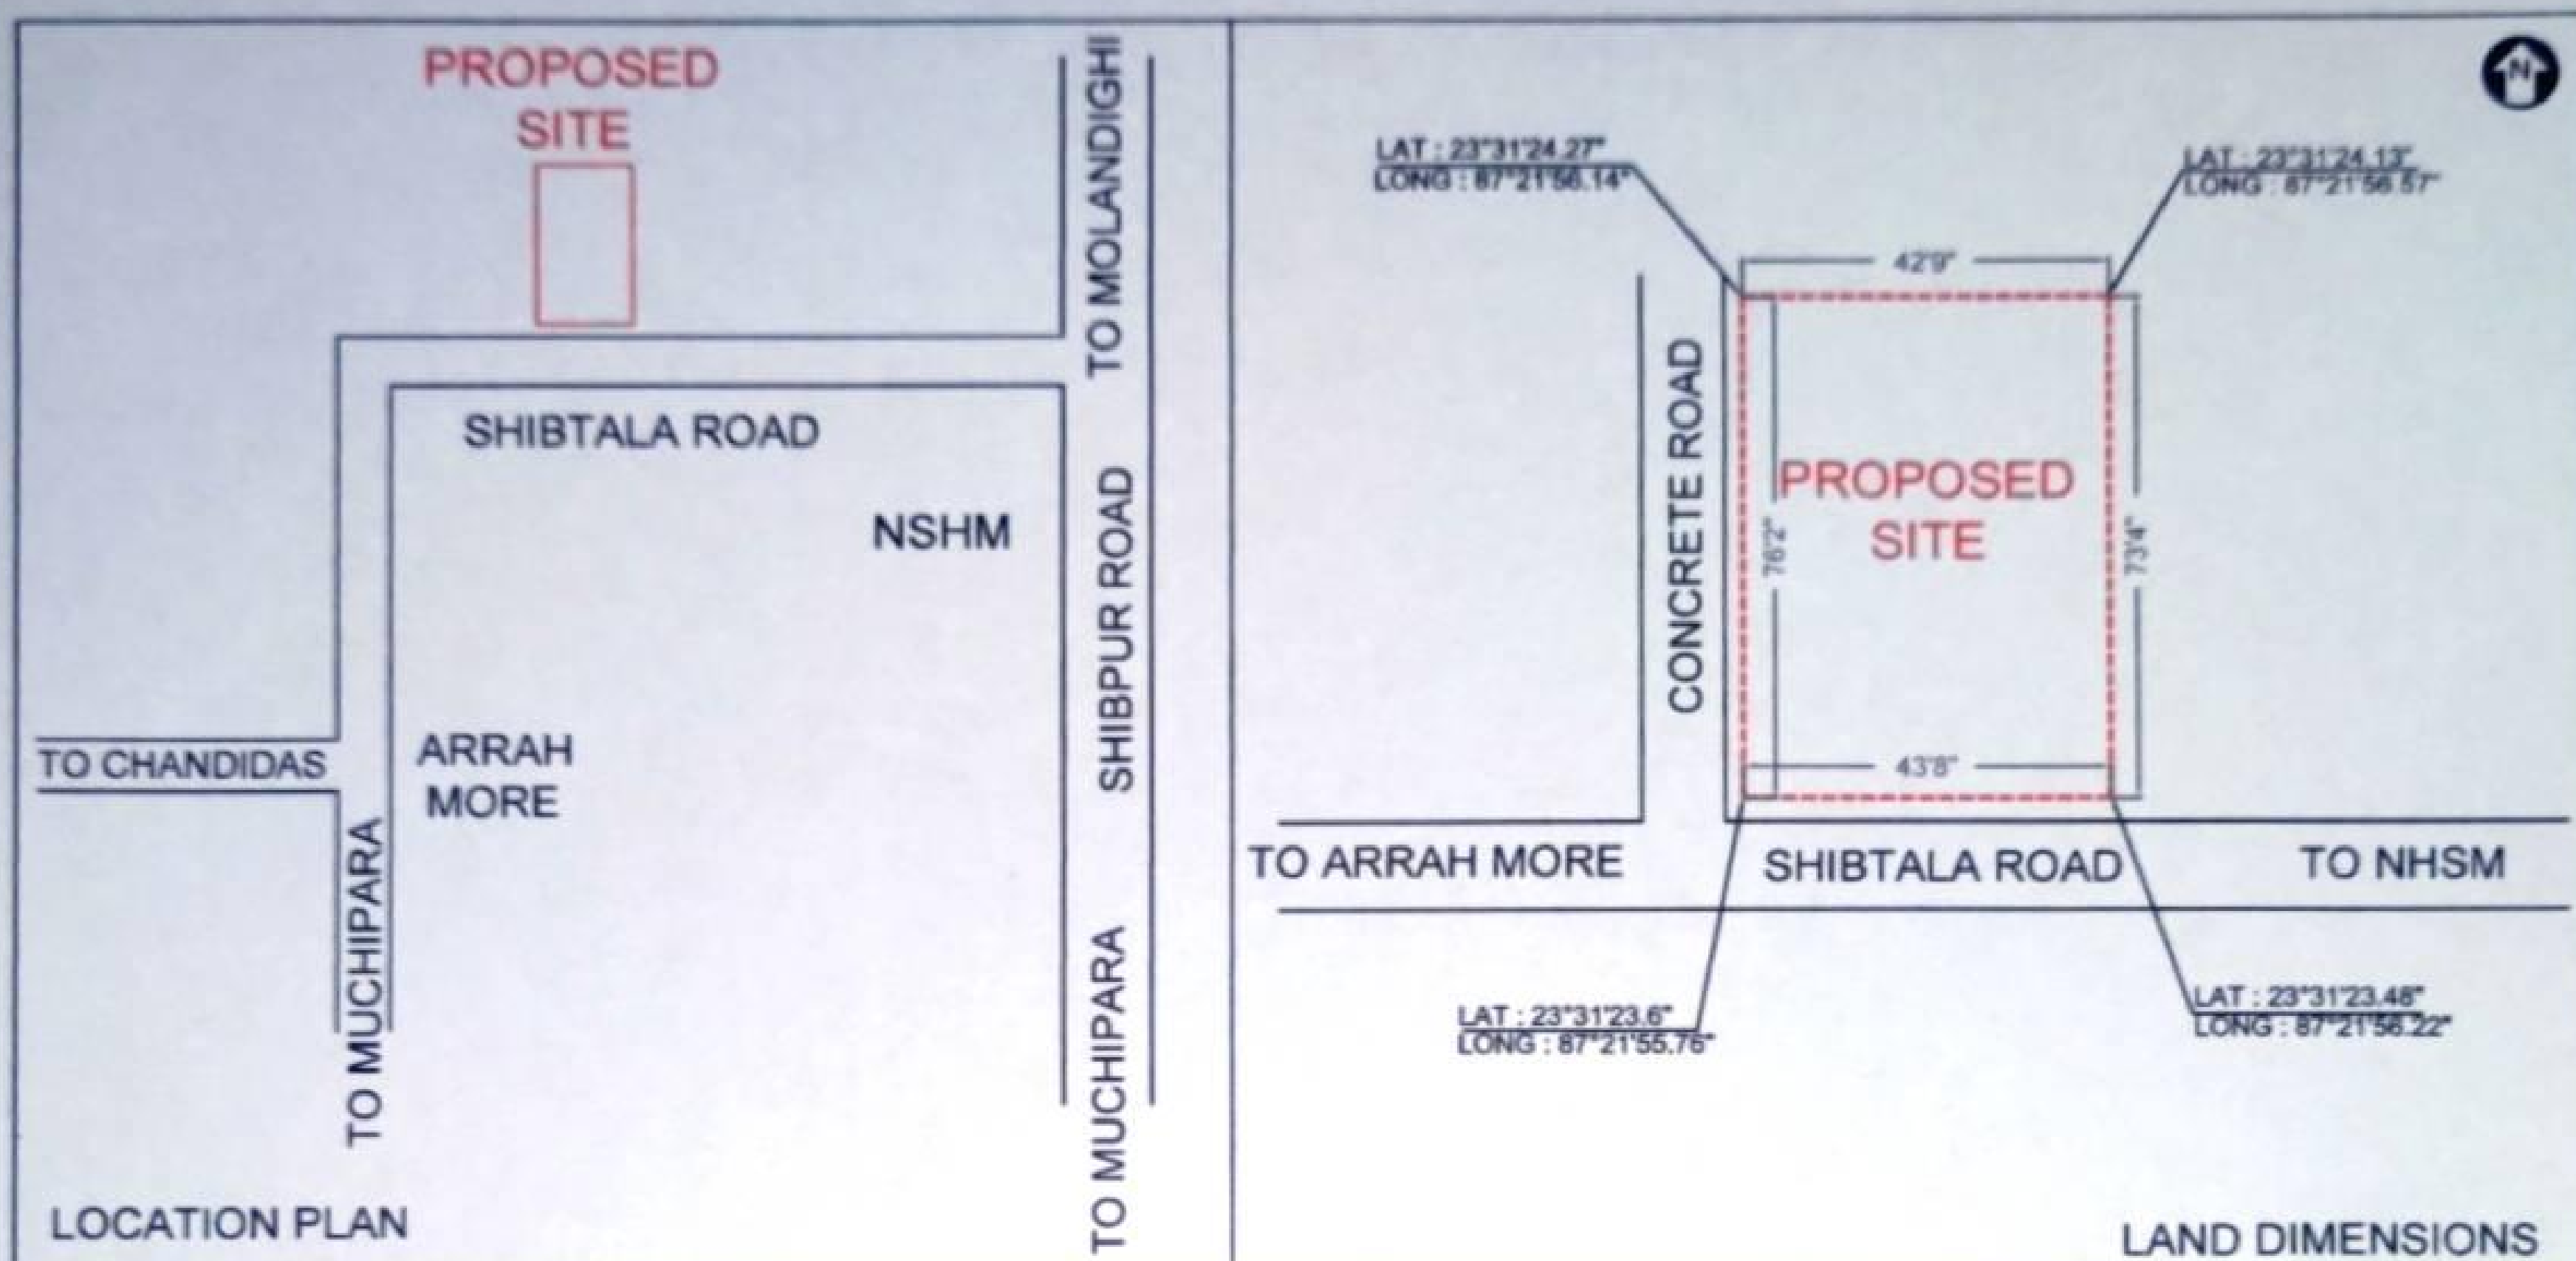 PROPOSED
SITE
TO MOLANDIGHI
SHIBTALA ROAD
NSHM
SHIBPUR ROAD
TO CHANDIDAS
ARRAH
MORE
TO MUCHIPARA
TO MUCHIPARA
LOCATION PLAN
N
LAT : 23°31'24.27"
LONG : 87°21'56.14"
LAT : 23°31'24.13"
LONG : 87°21'56.57"
42'9"
CONCRETE ROAD
PROPOSED
SITE
76'2"
73'4"
43'8"
TO ARRAH MORE
SHIBTALA ROAD
TO NHSM
LAT : 23°31'23.6"
LONG : 87°21'55.76"
LAT : 23°31'23.48"
LONG : 87°21'56.22"
LAND DIMENSIONS